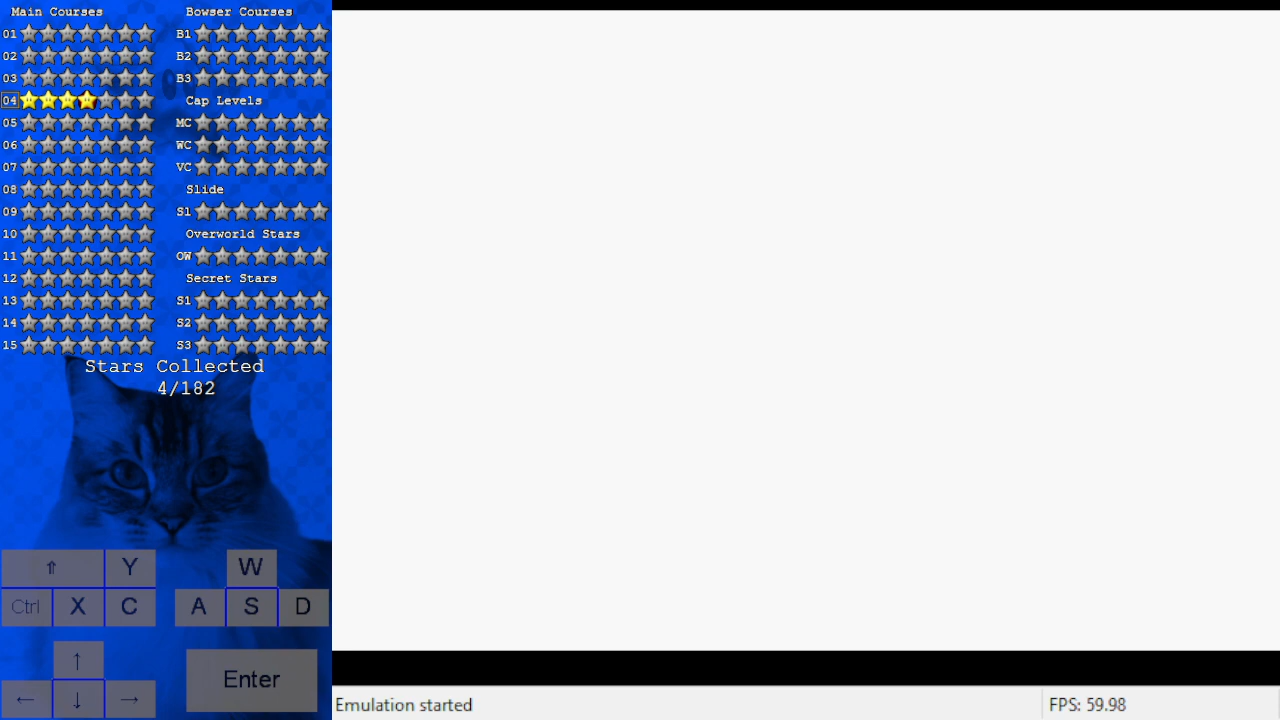 Main Courses
01
02
03
04
05
06
07
08
09
10
11
12
13
14
15
Bowser Courses
B1
B2
B3
Cap Levels
MC
WC
VC
Slide
S1
Overworld Stars
OW
Secret Stars
S1
S2
S3
Stars Collected
4/182
⇧ Y W
Ctrl X C A S D
↑
← ↓ → Enter
Emulation started FPS: 59.98